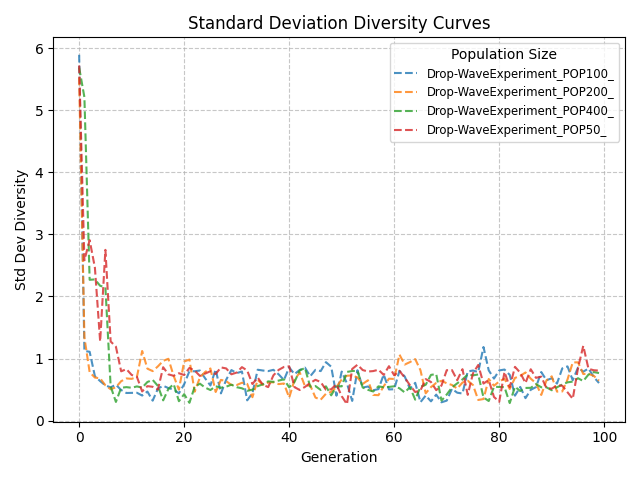 Standard Deviation Diversity Curves
Population Size
Drop-WaveExperiment_POP100_
Drop-WaveExperiment_POP200_
Drop-WaveExperiment_POP400_
Drop-WaveExperiment_POP50_
Std Dev Diversity
6
5
4
3
2
1
0
0 20 40 60 80 100
Generation